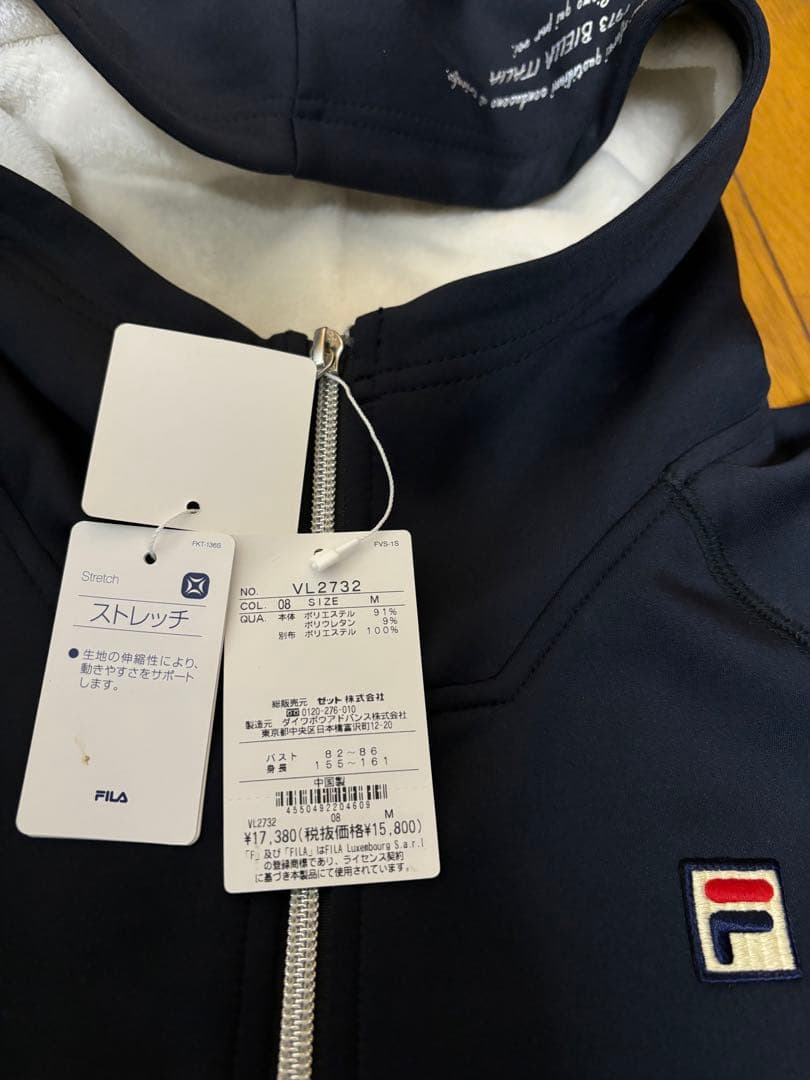 1973 BIELLA ITALIA
FKT-136S
Stretch
ストレッチ
●生地の伸縮性により、
動きやすさをサポート
します。
FILA
FVS-1S
NO. VL2732
COL. 08 SIZE M
QUA. 本体 ポリエステル 91%
ポリウレタン 9%
別布 ポリエステル 100%
総販売元 ゼット株式会社
0120-276-010
製造元 ダイワボウアドバンス株式会社
東京都中央区日本橋富沢町12-20
バスト 82~86
身長 155~161
中国製
4550492204609
VL2732 08 M
¥17,380(税抜価格¥15,800)
「F」及び「FILA」はFILA Luxembourg S.a.r.l
の登録商標であり、ライセンス契約
に基づき本製品にて使用されています。
F